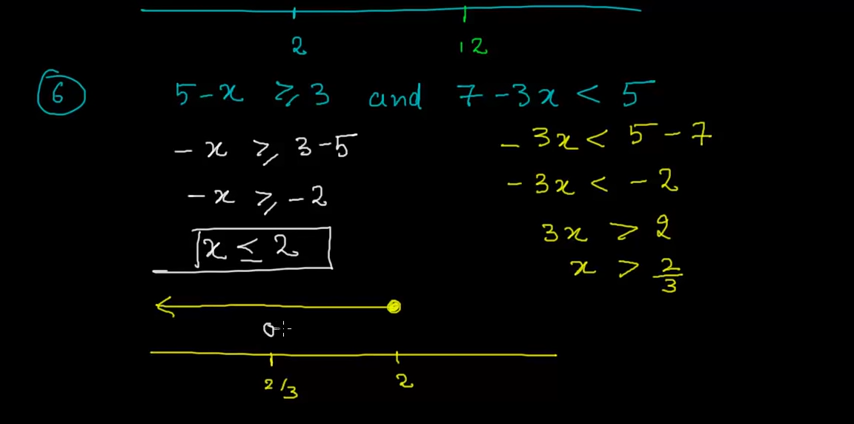 2 12
6 5-x ≥ 3 and 7-3x < 5
-x ≥ 3-5
-3x < 5-7
-x ≥ -2
-3x < -2
x ≤ 2
3x > 2
x > 2/3
2/3 2